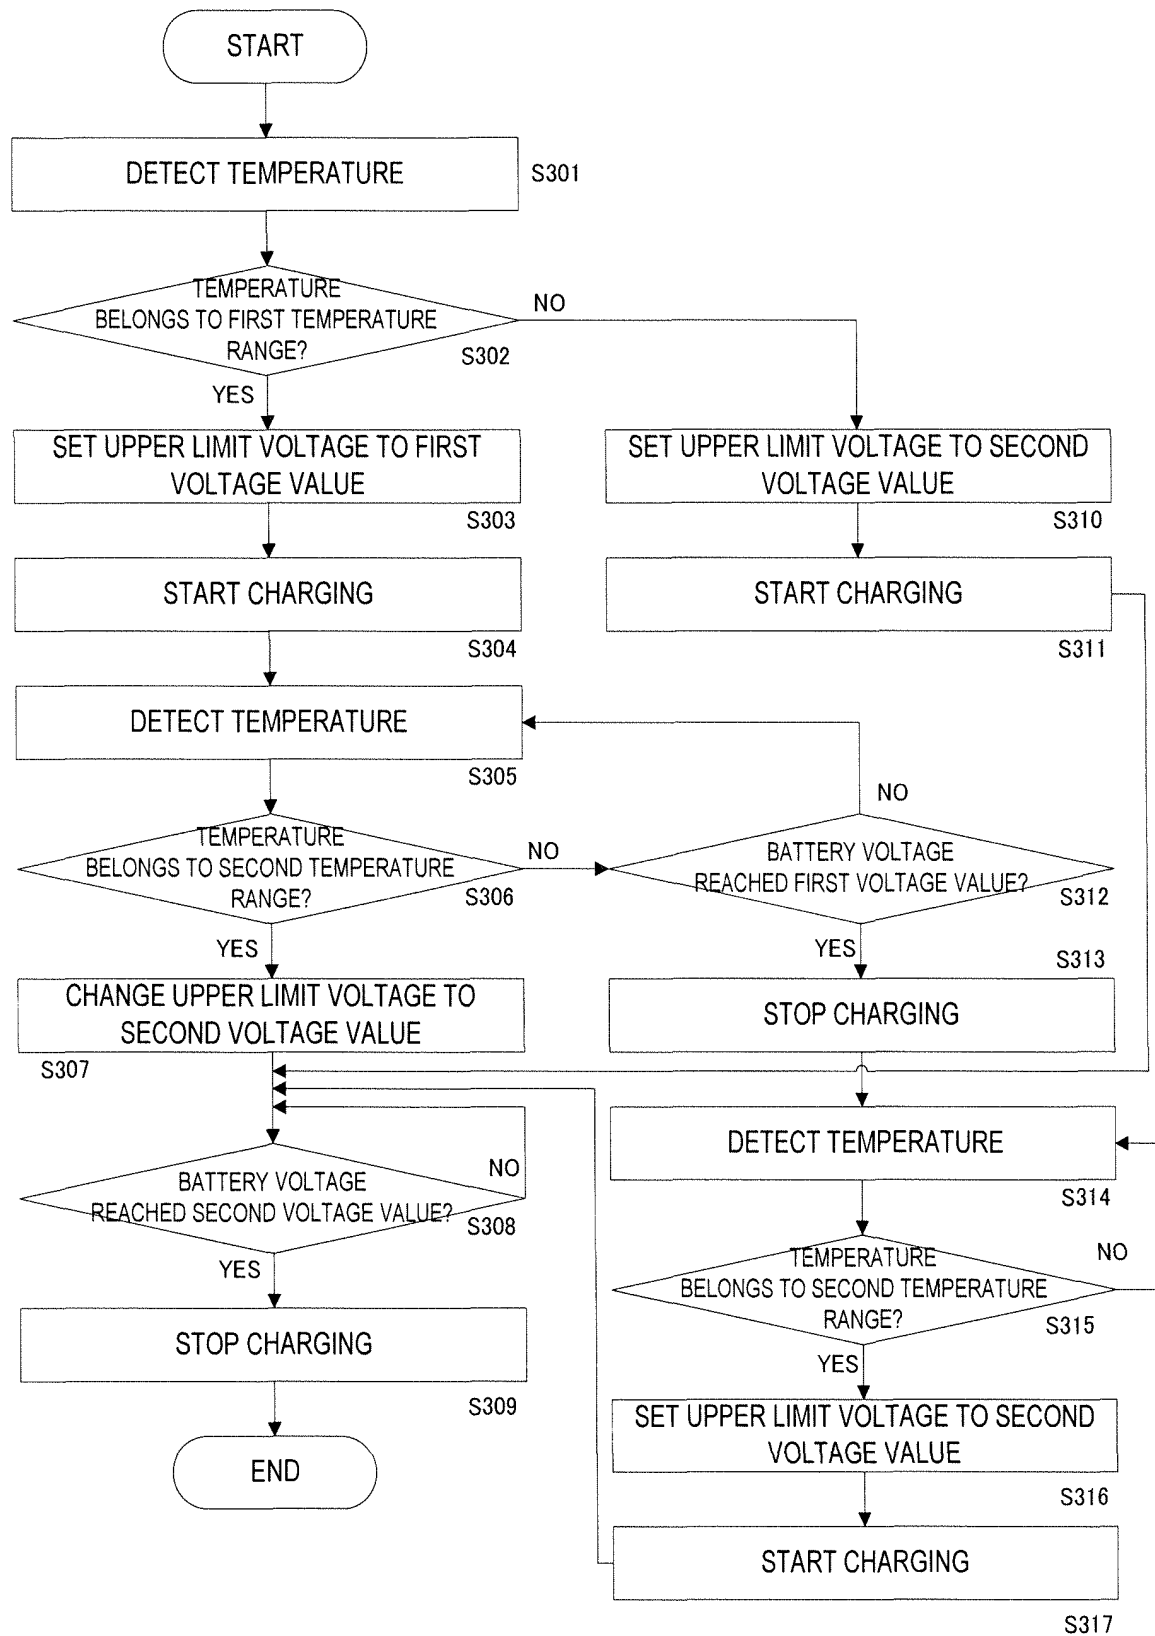 START
DETECT TEMPERATURE
S301
TEMPERATURE
BELONGS TO FIRST TEMPERATURE
RANGE?
S302
NO
YES
SET UPPER LIMIT VOLTAGE TO FIRST
VOLTAGE VALUE
S303
SET UPPER LIMIT VOLTAGE TO SECOND
VOLTAGE VALUE
S310
START CHARGING
S304
START CHARGING
S311
DETECT TEMPERATURE
S305
NO
TEMPERATURE
BELONGS TO SECOND TEMPERATURE
RANGE?
S306
NO
BATTERY VOLTAGE
REACHED FIRST VOLTAGE VALUE?
S312
YES
YES
S313
CHANGE UPPER LIMIT VOLTAGE TO
SECOND VOLTAGE VALUE
S307
STOP CHARGING
DETECT TEMPERATURE
S314
BATTERY VOLTAGE
REACHED SECOND VOLTAGE VALUE?
NO
S308
YES
TEMPERATURE
BELONGS TO SECOND TEMPERATURE
RANGE?
NO
S315
STOP CHARGING
S309
YES
SET UPPER LIMIT VOLTAGE TO SECOND
VOLTAGE VALUE
S316
END
START CHARGING
S317